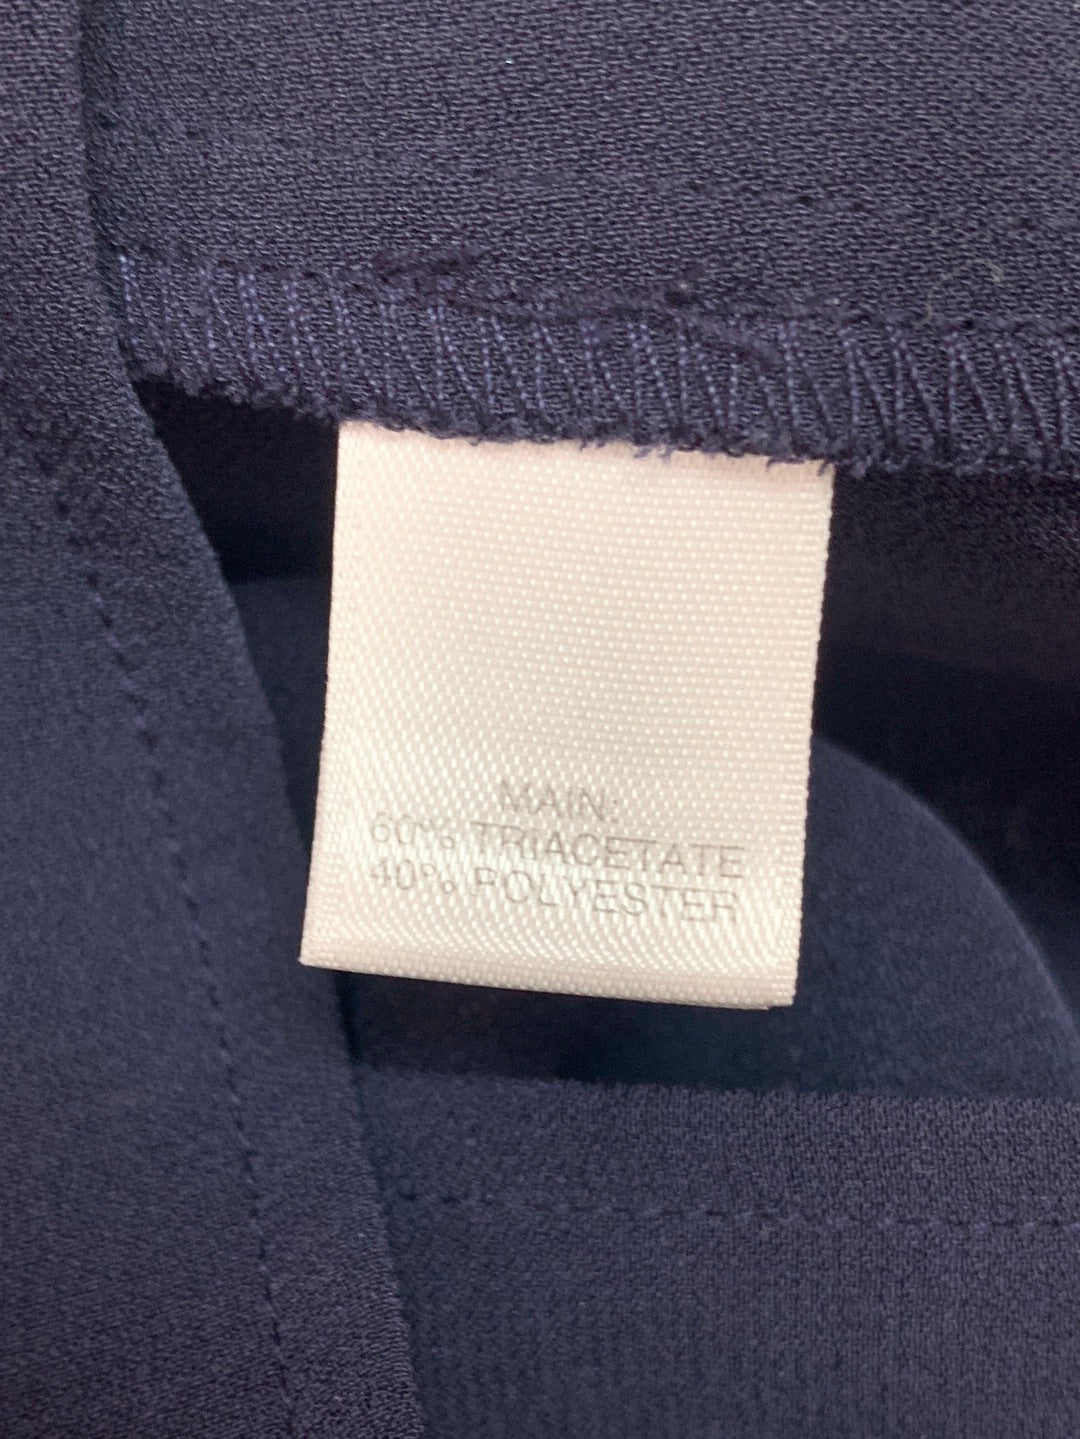 MAIN:
60% TRIACETATE
40% POLYESTER